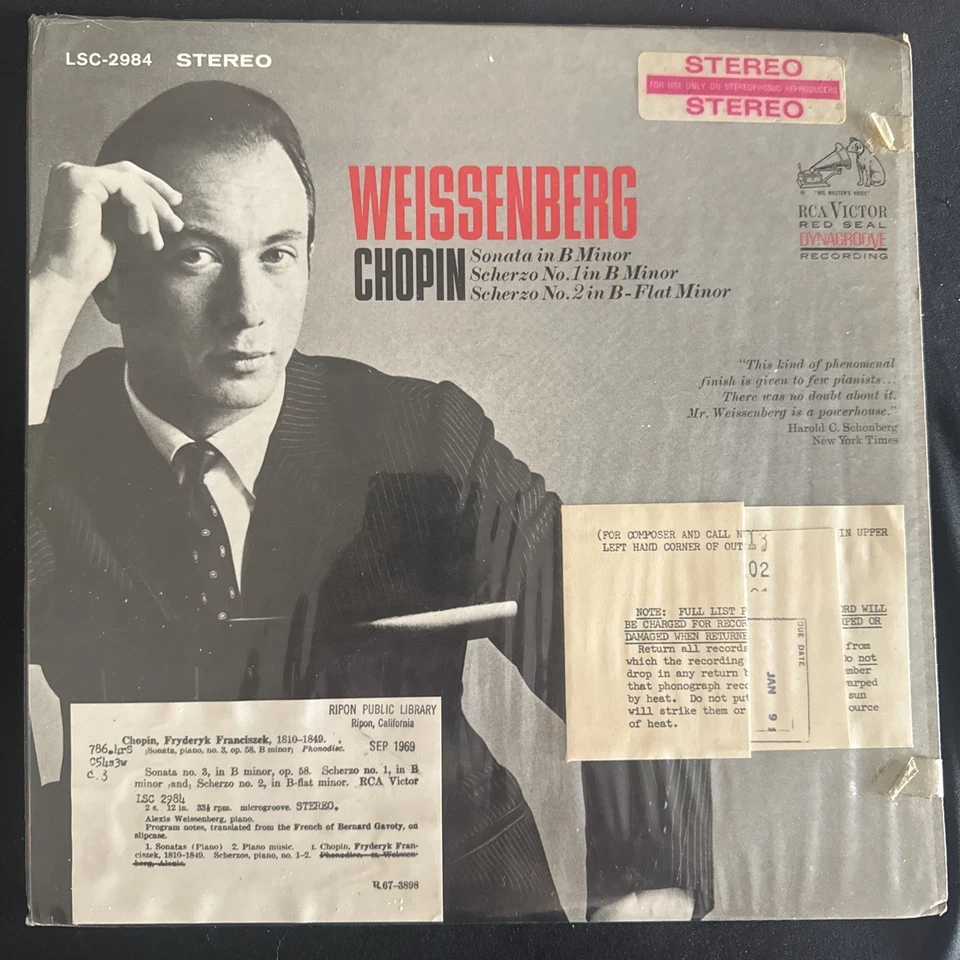 LSC-2984 STEREO
STEREO
FOR USE ONLY ON STEREOPHONIC REPRODUCERS
STEREO
"HIS MASTER'S VOICE"
RCA VICTOR
RED SEAL
DYNAGROOVE
RECORDING
WEISSENBERG
CHOPIN
Sonata in B Minor
Scherzo No. 1 in B Minor
Scherzo No. 2 in B-Flat Minor
"This kind of phenomenal
finish is given to few pianists...
There was no doubt about it.
Mr. Weissenberg is a powerhouse."
Harold C. Schonberg
New York Times
(FOR COMPOSER AND CALL N
IN UPPER
LEFT HAND CORNER OF OUT
13
02
NOTE: FULL LIST P
ORD WILL
BE CHARGED FOR RECOR
PED OR
DAMAGED WHEN RETURNE
Return all records
from
which the recording
Do not
drop in any return b
mber
that phonograph reco
arped
by heat. Do not put
sun
will strike them or
ource
of heat.
DUE DATE
JAN 9
RIPON PUBLIC LIBRARY
Ripon, California
SEP 1969
786.4rS
C54s3w
c. 3
Chopin, Fryderyk Franciszek, 1810-1849.
(Sonata, piano, no. 3, op. 58, B minor) Phonodisc.
Sonata no. 3, in B minor, op. 58. Scherzo no. 1, in B
minor (and) Scherzo no. 2, in B-flat minor. RCA Victor
LSC 2984
2 s. 12 in. 33⅓ rpm. microgroove. STEREO.
Alexis Weissenberg, piano.
Program notes, translated from the French of Bernard Gavoty, on
slipcase.
1. Sonatas (Piano) 2. Piano music. I. Chopin, Fryderyk Fran-
ciszek, 1810-1849. Scherzos, piano, no. 1-2. Phonodisc. II. Weissen-
berg, Alexis.
R 67-3898